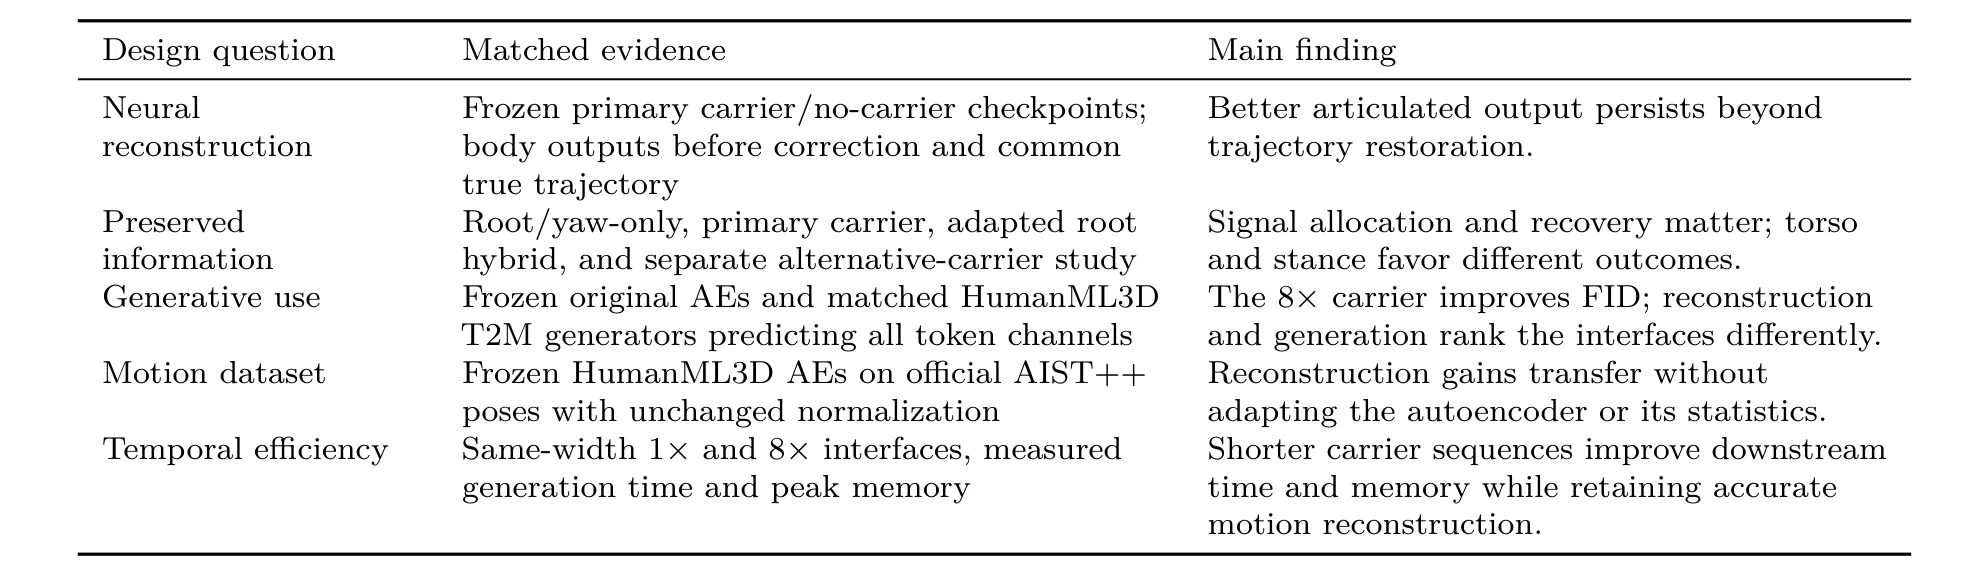 Design question Matched evidence Main finding
Neural Frozen primary carrier/no-carrier checkpoints; Better articulated output persists beyond
reconstruction body outputs before correction and common trajectory restoration.
true trajectory
Preserved Root/yaw-only, primary carrier, adapted root Signal allocation and recovery matter; torso
information hybrid, and separate alternative-carrier study and stance favor different outcomes.
Generative use Frozen original AEs and matched HumanML3D The 8× carrier improves FID; reconstruction
T2M generators predicting all token channels and generation rank the interfaces differently.
Motion dataset Frozen HumanML3D AEs on official AIST++ Reconstruction gains transfer without
poses with unchanged normalization adapting the autoencoder or its statistics.
Temporal efficiency Same-width 1× and 8× interfaces, measured Shorter carrier sequences improve downstream
generation time and peak memory time and memory while retaining accurate
motion reconstruction.